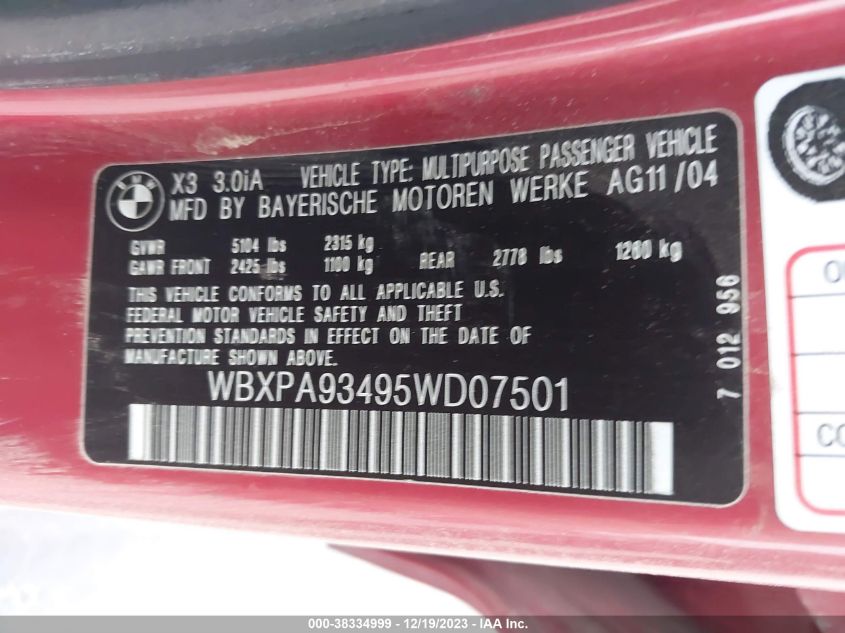 BMW
X3 3.0iA VEHICLE TYPE: MULTIPURPOSE PASSENGER VEHICLE
MFD BY BAYERISCHE MOTOREN WERKE AG11/04
GVWR 5104 lbs 2315 kg
GAWR FRONT 2425 lbs 1100 kg REAR 2778 lbs 1260 kg
THIS VEHICLE CONFORMS TO ALL APPLICABLE U.S.
FEDERAL MOTOR VEHICLE SAFETY AND THEFT
PREVENTION STANDARDS IN EFFECT ON THE DATE OF
MANUFACTURE SHOWN ABOVE.
WBXPA93495WD07501
7 012 956
CO
000-38334999 / 12/19/2023 - IAA Inc.